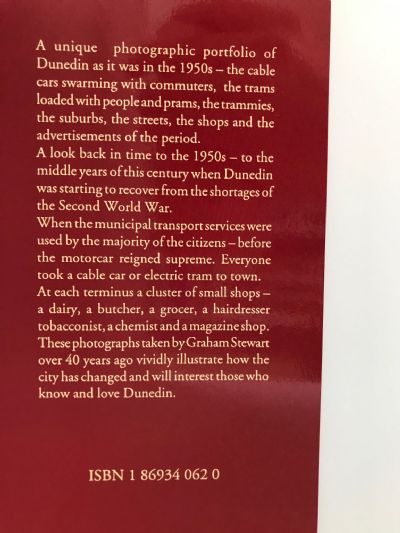 A unique photographic portfolio of
Dunedin as it was in the 1950s – the cable
cars swarming with commuters, the trams
loaded with people and prams, the trammies,
the suburbs, the streets, the shops and the
advertisements of the period.
A look back in time to the 1950s – to the
middle years of this century when Dunedin
was starting to recover from the shortages of
the Second World War.
When the municipal transport services were
used by the majority of the citizens – before
the motorcar reigned supreme. Everyone
took a cable car or electric tram to town.
At each terminus a cluster of small shops –
a dairy, a butcher, a grocer, a hairdresser
tobacconist, a chemist and a magazine shop.
These photographs taken by Graham Stewart
over 40 years ago vividly illustrate how the
city has changed and will interest those who
know and love Dunedin.
ISBN 1 86934 062 0